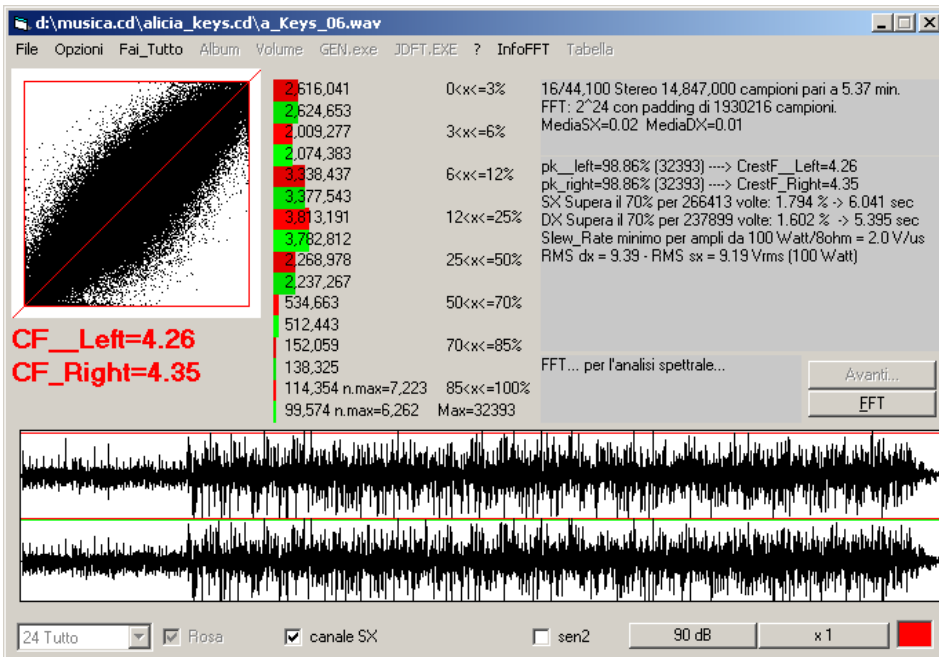 d:\musica.cd\alicia_keys.cd\a_Keys_06.wav
File Opzioni Fai_Tutto Album Volume GEN.exe JDFT.EXE ? InfoFFT Tabella
2,616,041 0<x<=3%
2,624,653
2,009,277 3<x<=6%
2,074,383
3,338,437 6<x<=12%
3,377,543
3,813,191 12<x<=25%
3,782,812
2,268,978 25<x<=50%
2,237,267
534,663 50<x<=70%
512,443
152,059 70<x<=85%
138,325
114,354 n.max=7,223 85<x<=100%
99,574 n.max=6,262 Max=32393
CF__Left=4.26
CF_Right=4.35
16/44,100 Stereo 14,847,000 campioni pari a 5.37 min.
FFT: 2^24 con padding di 1930216 campioni.
MediaSX=0.02 MediaDX=0.01
pk__left=98.86% (32393) ----> CrestF__Left=4.26
pk_right=98.86% (32393) ----> CrestF_Right=4.35
SX Supera il 70% per 266413 volte: 1.794 % -> 6.041 sec
DX Supera il 70% per 237899 volte: 1.602 % -> 5.395 sec
Slew_Rate minimo per ampli da 100 Watt/8ohm = 2.0 V/us
RMS dx = 9.39 - RMS sx = 9.19 Vrms (100 Watt)
FFT... per l'analisi spettrale...
Avanti...
FFT
24 Tutto Rosa canale SX sen2 90 dB x 1